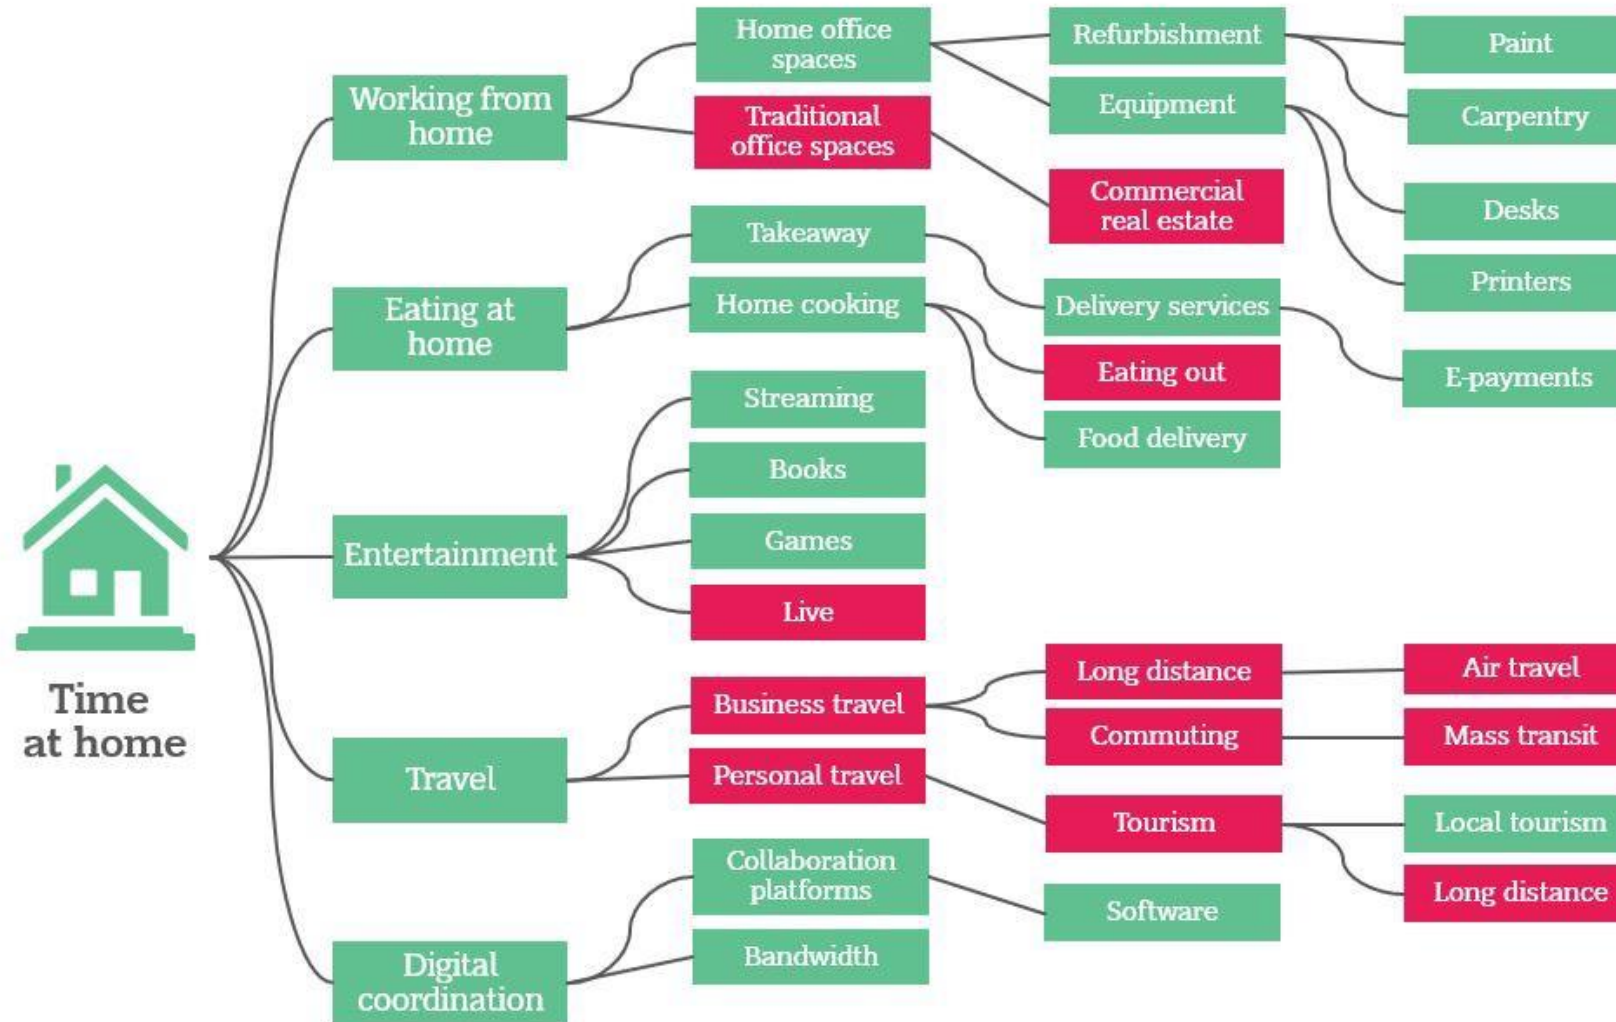 Time
at home
Working from
home
Eating at
home
Entertainment
Travel
Digital
coordination
Home office
spaces
Traditional
office spaces
Takeaway
Home cooking
Streaming
Books
Games
Live
Business travel
Personal travel
Collaboration
platforms
Bandwidth
Refurbishment
Equipment
Commercial
real estate
Delivery services
Eating out
Food delivery
Long distance
Commuting
Tourism
Software
Paint
Carpentry
Desks
Printers
E-payments
Air travel
Mass transit
Local tourism
Long distance